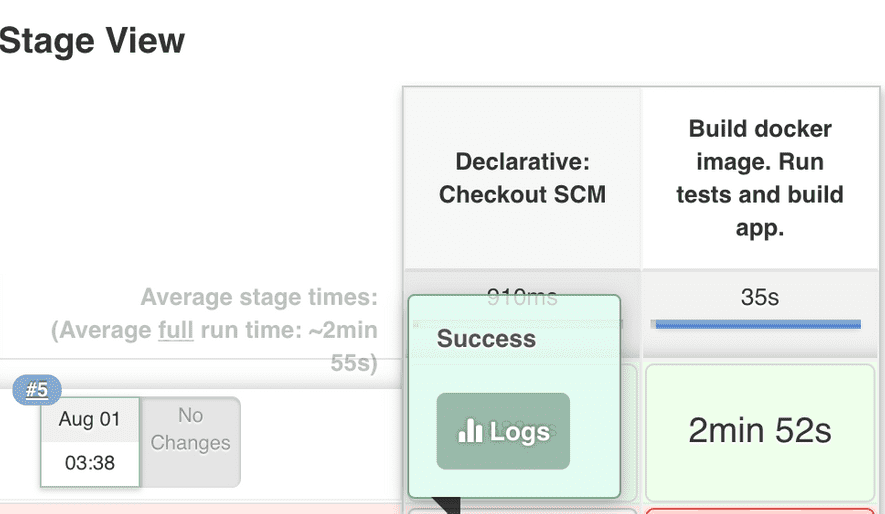 Stage View
Declarative:
Checkout SCM
Build docker
image. Run
tests and build
app.
Average stage times:
(Average full run time: ~2min
55s)
910ms
35s
Success
Logs
#5
Aug 01
03:38
No
Changes
2min 52s